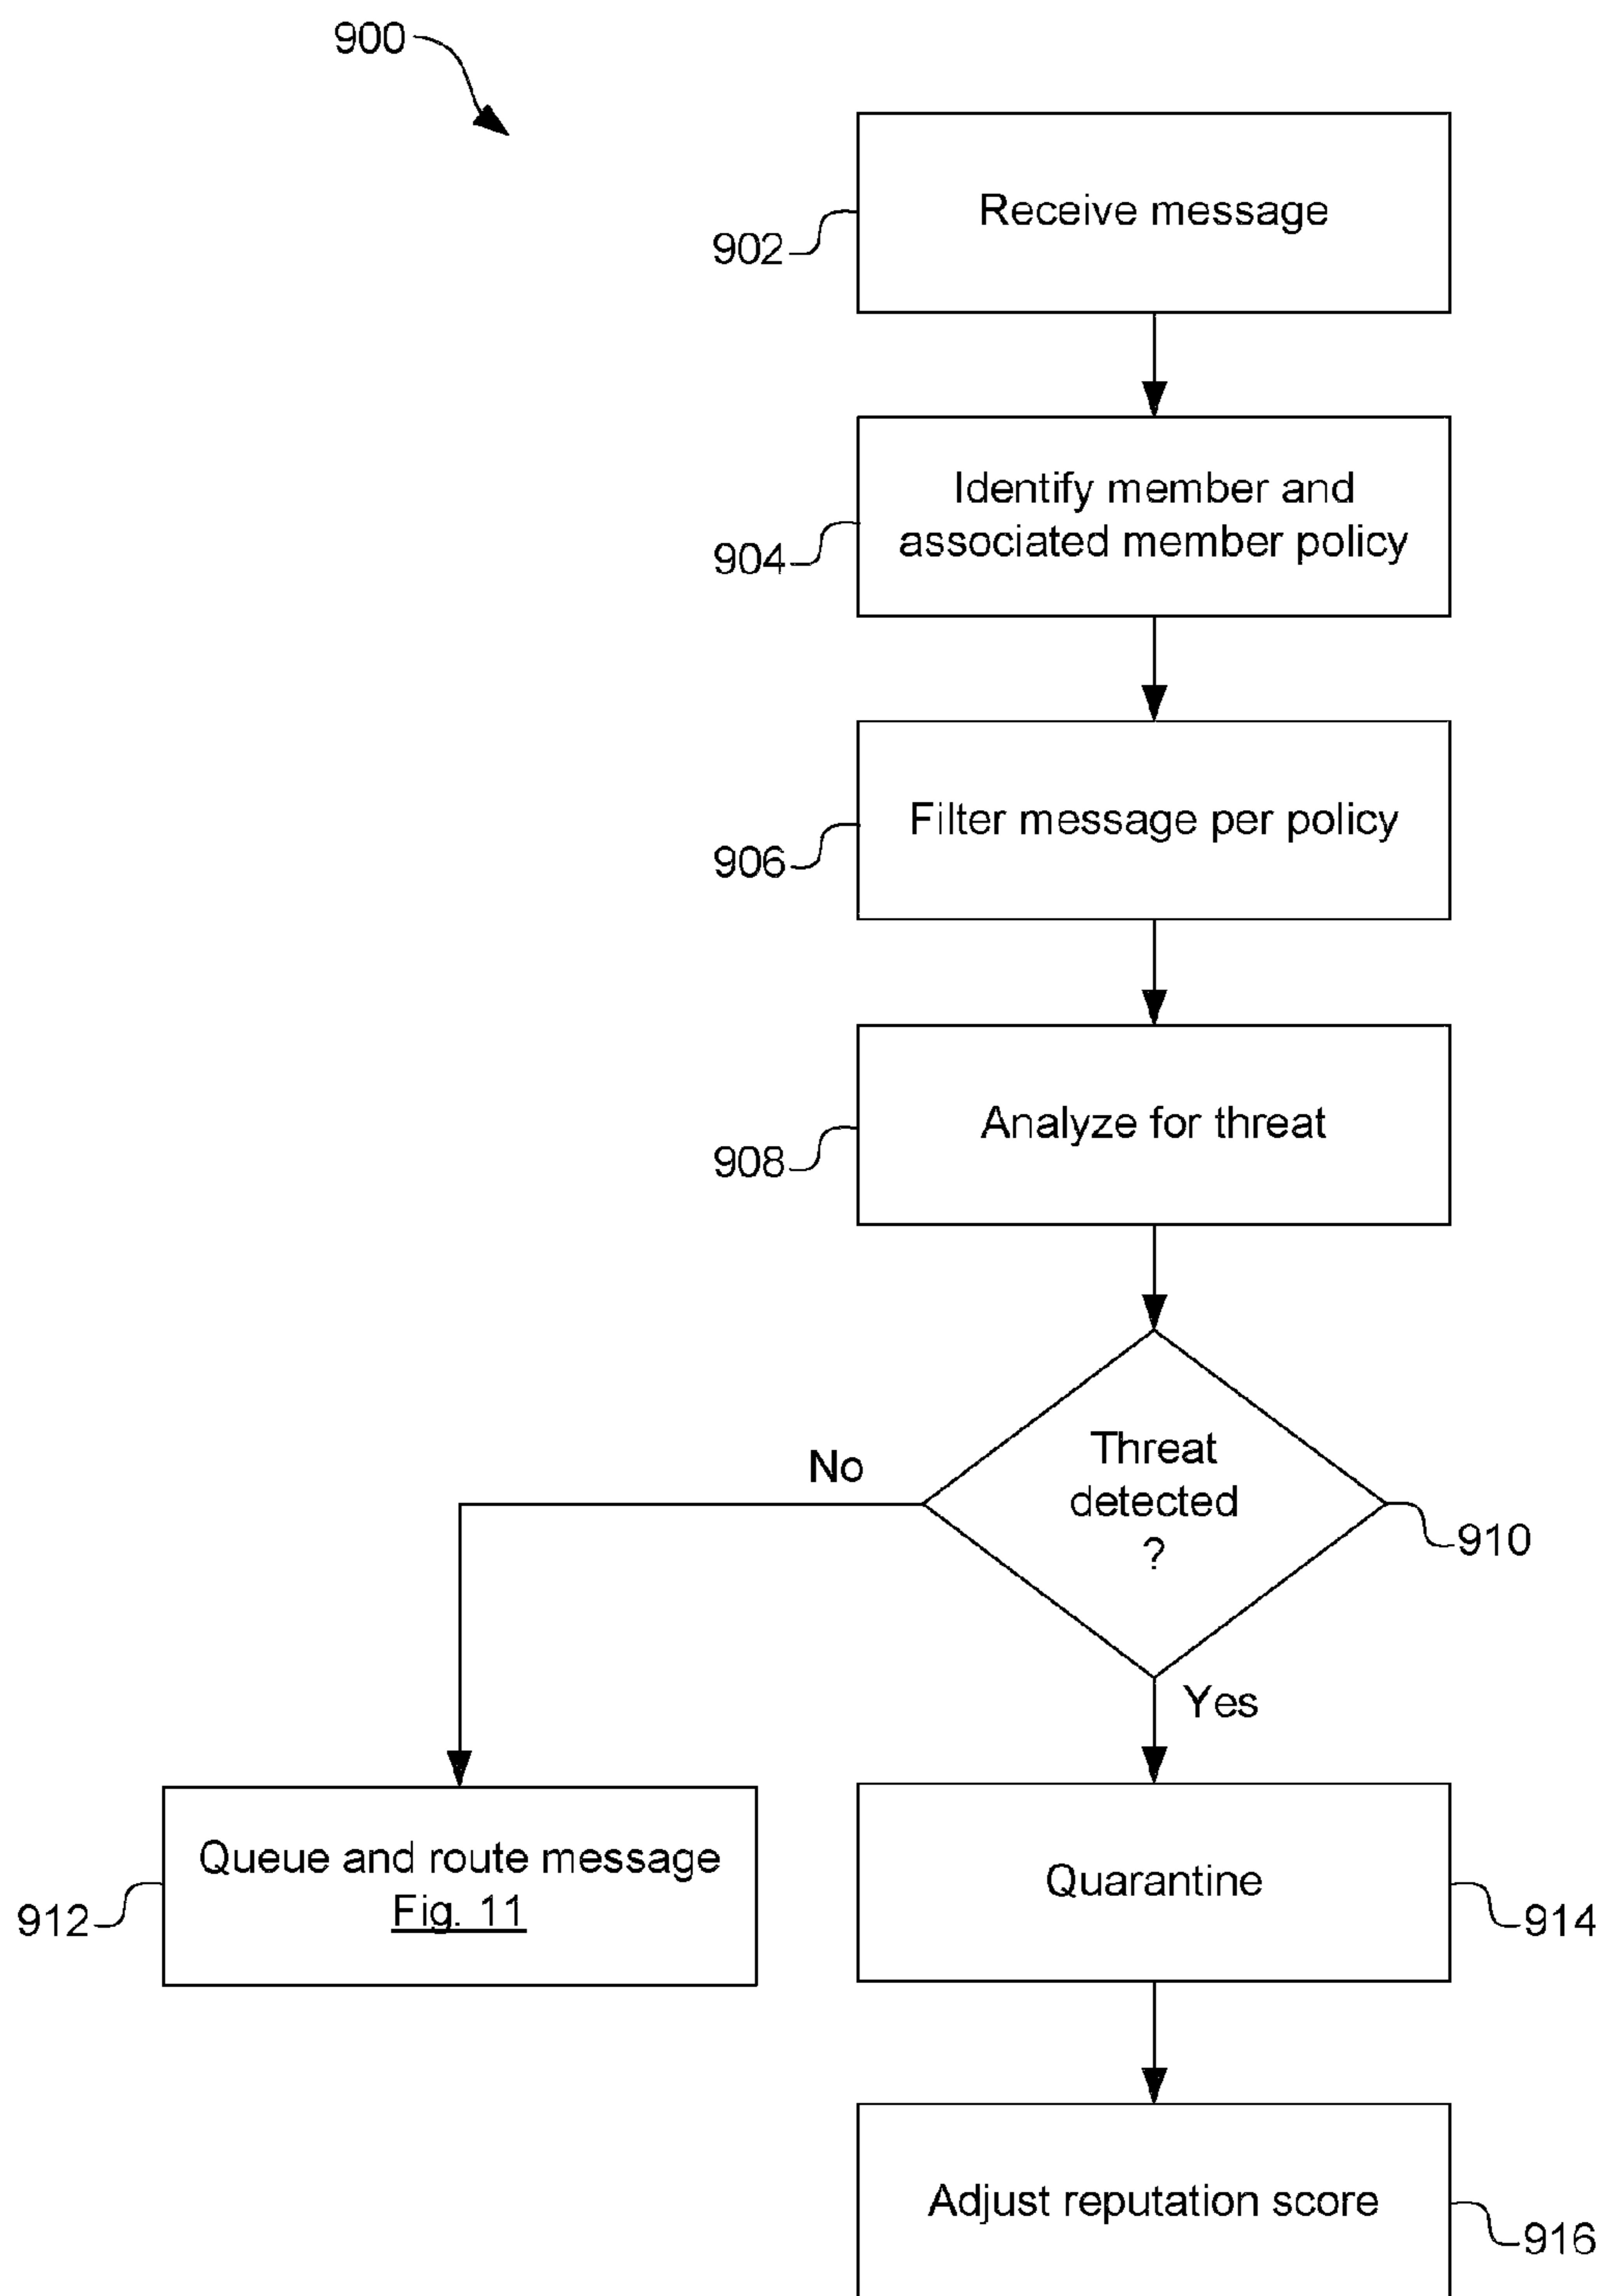 900
Receive message
902
Identify member and
associated member policy
904
Filter message per policy
906
Analyze for threat
908
Threat
detected
?
No
910
Yes
Queue and route message
Fig. 11
912
Quarantine
914
Adjust reputation score
916